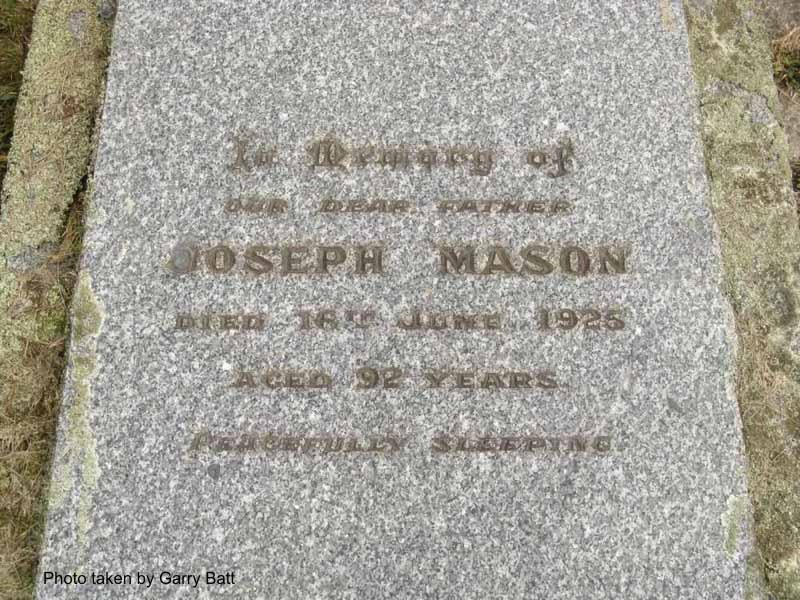 In Memory of
OUR DEAR FATHER
JOSEPH MASON
DIED 16TH JUNE 1925
AGED 92 YEARS.
PEACEFULLY SLEEPING
Photo taken by Garry Batt